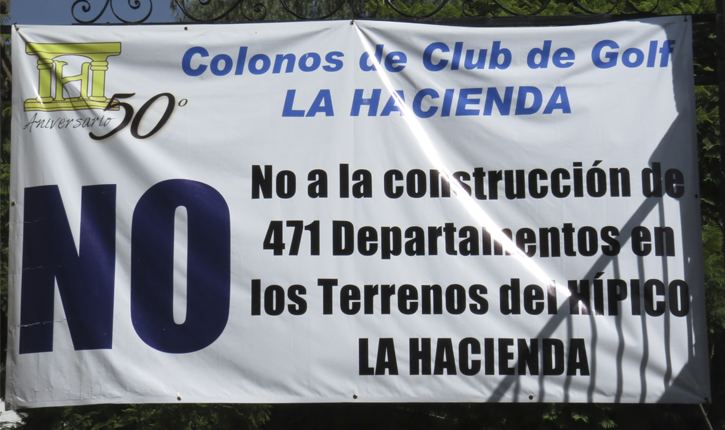 Colonos de Club de Golf
LA HACIENDA
LHI
Aniversario 50°
NO
No a la construcción de
471 Departamentos en
los Terrenos del HÍPICO
LA HACIENDA